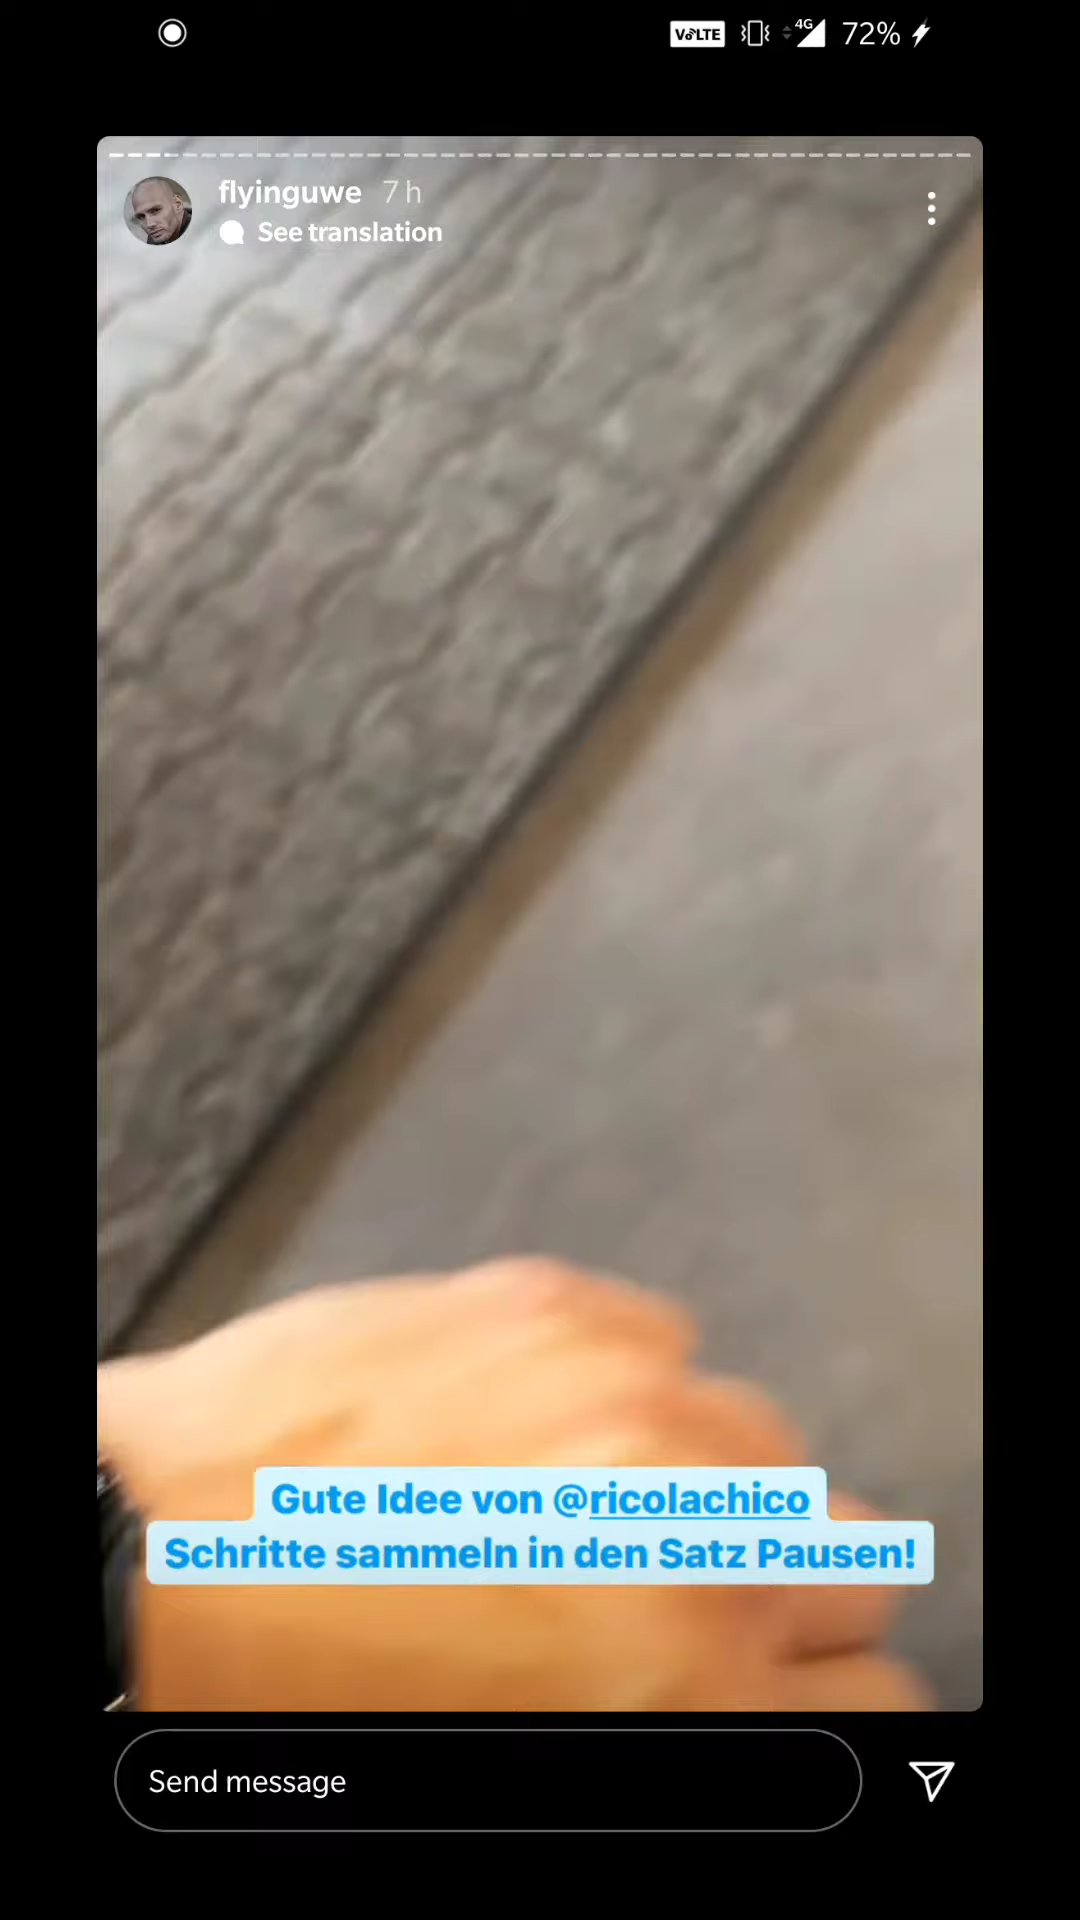 VoLTE 4G 72%
flyinguwe 7 h
See translation
Gute Idee von @ricolachico
Schritte sammeln in den Satz Pausen!
Send message